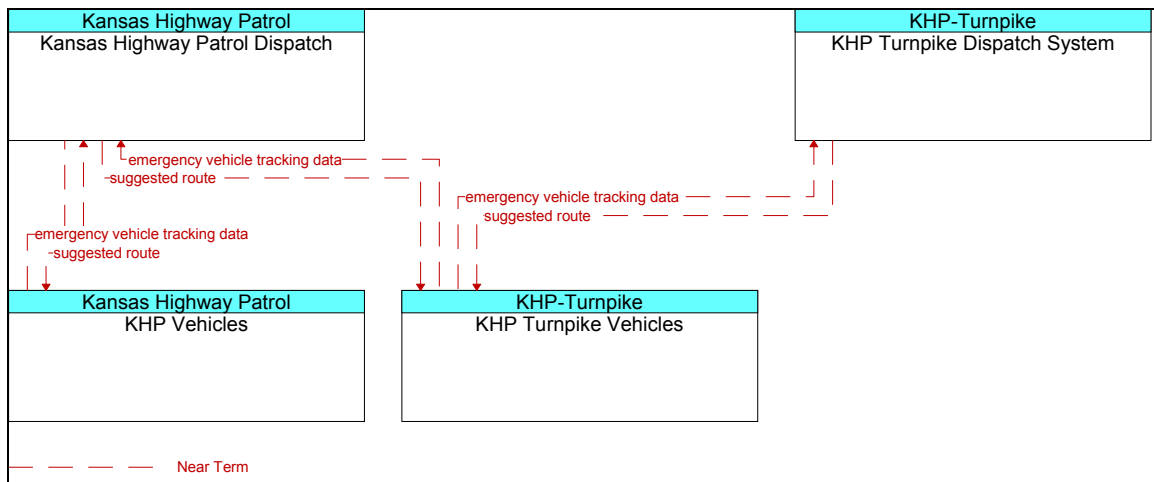 Kansas Highway Patrol
Kansas Highway Patrol Dispatch
KHP-Turnpike
KHP Turnpike Dispatch System
emergency vehicle tracking data
suggested route
emergency vehicle tracking data
suggested route
emergency vehicle tracking data
suggested route
Kansas Highway Patrol
KHP Vehicles
KHP-Turnpike
KHP Turnpike Vehicles
Near Term